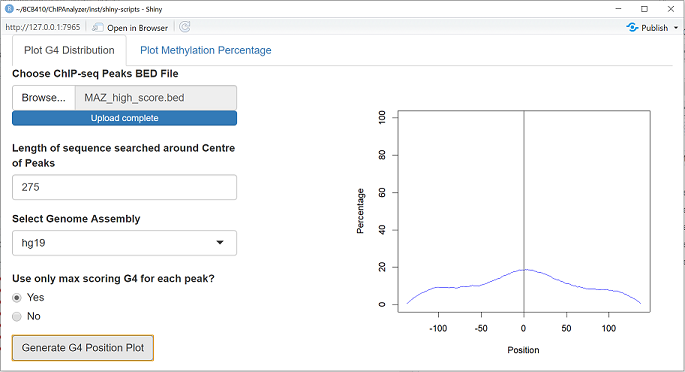 ~/BCB410/ChIPAnalyzer/inst/shiny-scripts - Shiny
http://127.0.0.1:7965 Open in Browser Publish
Plot G4 Distribution Plot Methylation Percentage
Choose ChIP-seq Peaks BED File
Browse... MAZ_high_score.bed
Upload complete
Length of sequence searched around Centre
of Peaks
275
Select Genome Assembly
hg19
Use only max scoring G4 for each peak?
Yes
No
Generate G4 Position Plot
Percentage
100
80
60
40
20
0
-100 -50 0 50 100
Position